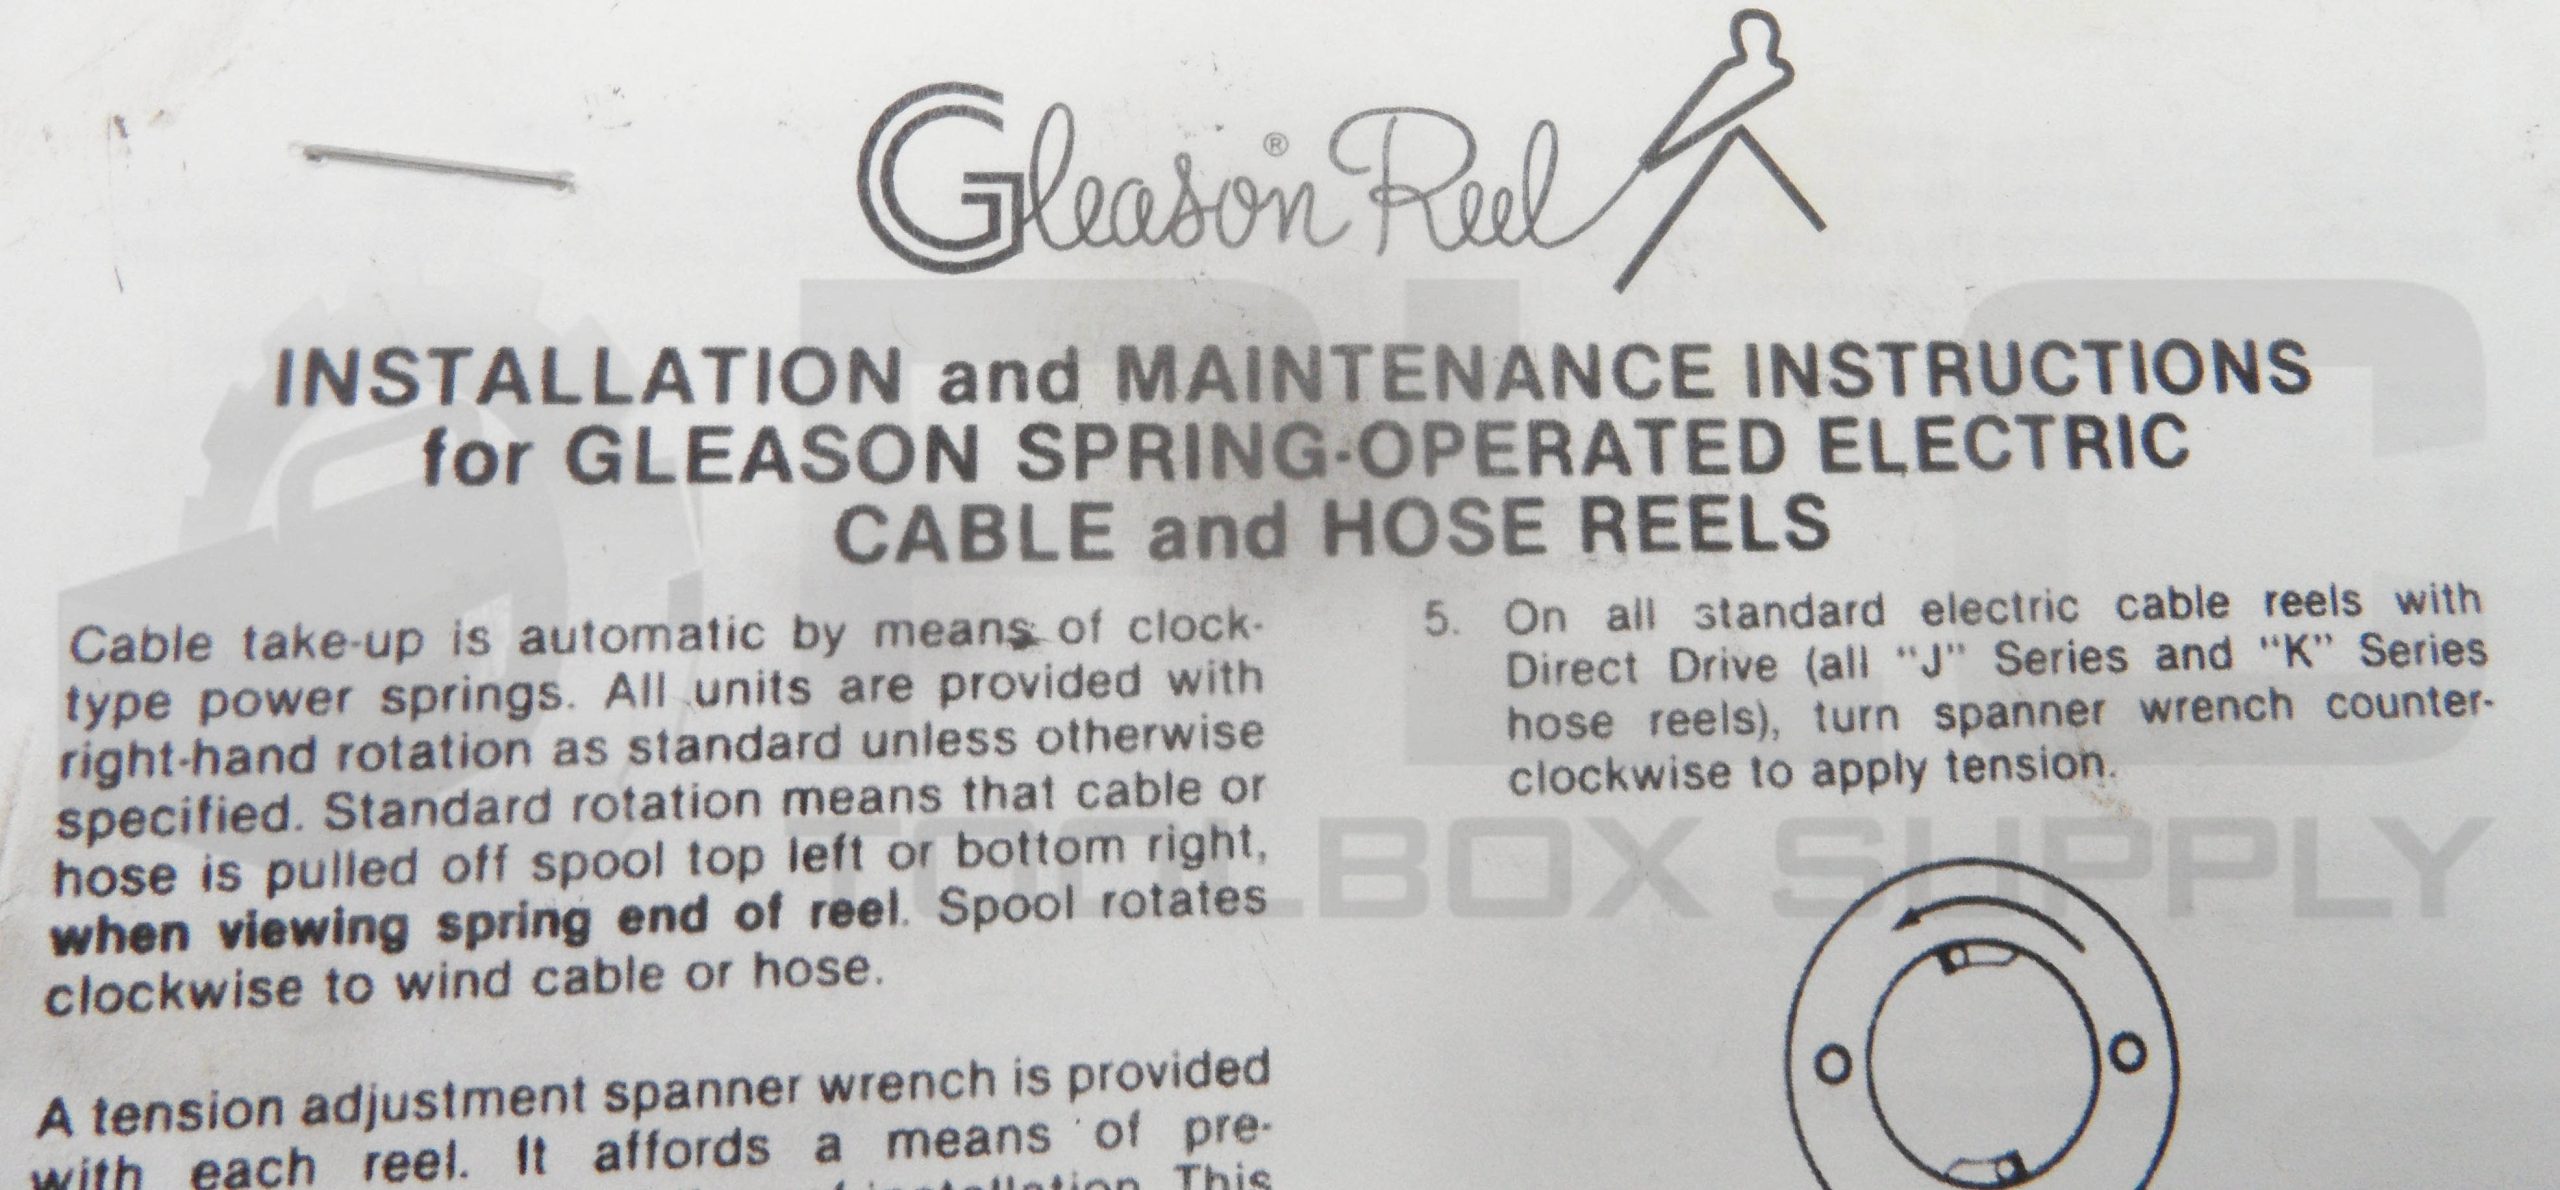 Gleason® Reel
INSTALLATION and MAINTENANCE INSTRUCTIONS
for GLEASON SPRING-OPERATED ELECTRIC
CABLE and HOSE REELS
Cable take-up is automatic by means of clock-
type power springs. All units are provided with
right-hand rotation as standard unless otherwise
specified. Standard rotation means that cable or
hose is pulled off spool top left or bottom right,
when viewing spring end of reel. Spool rotates
clockwise to wind cable or hose.
A tension adjustment spanner wrench is provided
with each reel. It affords a means of pre-
installation. This
5. On all standard electric cable reels with
Direct Drive (all "J" Series and "K" Series
hose reels), turn spanner wrench counter-
clockwise to apply tension.
PLC
TOOLBOX SUPPLY